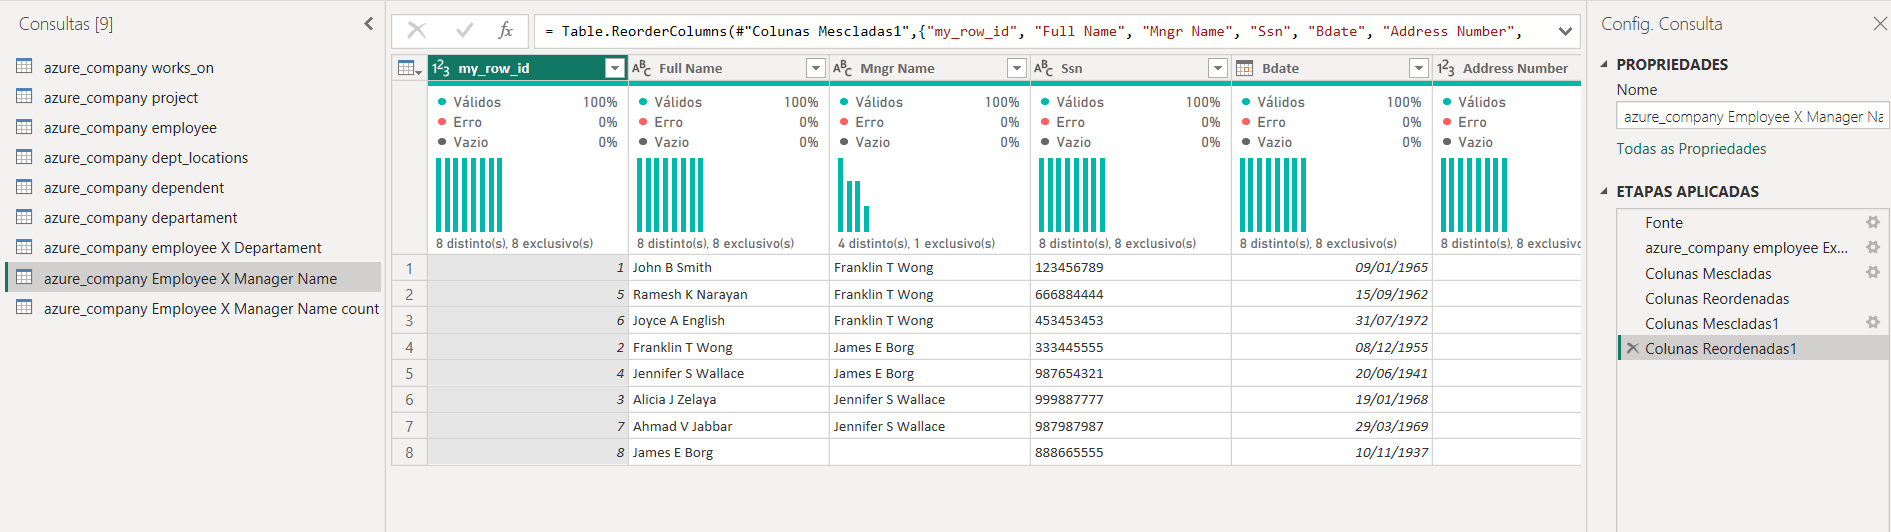 Consultas [9]
azure_company works_on
azure_company project
azure_company employee
azure_company dept_locations
azure_company dependent
azure_company departament
azure_company employee X Departament
azure_company Employee X Manager Name
azure_company Employee X Manager Name count
fx
= Table.ReorderColumns(#"Colunas Mescladas1",{"my_row_id", "Full Name", "Mngr Name", "Ssn", "Bdate", "Address Number",
123 my_row_id ABC Full Name ABC Mngr Name ABC Ssn Bdate 123 Address Number
Válidos 100% Válidos 100% Válidos 100% Válidos 100% Válidos 100% Válidos
Erro 0% Erro 0% Erro 0% Erro 0% Erro 0% Erro
Vazio 0% Vazio 0% Vazio 0% Vazio 0% Vazio 0% Vazio
8 distinto(s), 8 exclusivo(s) 8 distinto(s), 8 exclusivo(s) 4 distinto(s), 1 exclusivo(s) 8 distinto(s), 8 exclusivo(s) 8 distinto(s), 8 exclusivo(s) 8 distinto(s), 8 exclusivo(s)
1 1 John B Smith Franklin T Wong 123456789 09/01/1965
2 5 Ramesh K Narayan Franklin T Wong 666884444 15/09/1962
3 6 Joyce A English Franklin T Wong 453453453 31/07/1972
4 2 Franklin T Wong James E Borg 333445555 08/12/1955
5 4 Jennifer S Wallace James E Borg 987654321 20/06/1941
6 3 Alicia J Zelaya Jennifer S Wallace 999887777 19/01/1968
7 7 Ahmad V Jabbar Jennifer S Wallace 987987987 29/03/1969
8 8 James E Borg 888665555 10/11/1937
Config. Consulta
PROPRIEDADES
Nome
azure_company Employee X Manager Na
Todas as Propriedades
ETAPAS APLICADAS
Fonte
azure_company employee Ex...
Colunas Mescladas
Colunas Reordenadas
Colunas Mescladas1
Colunas Reordenadas1